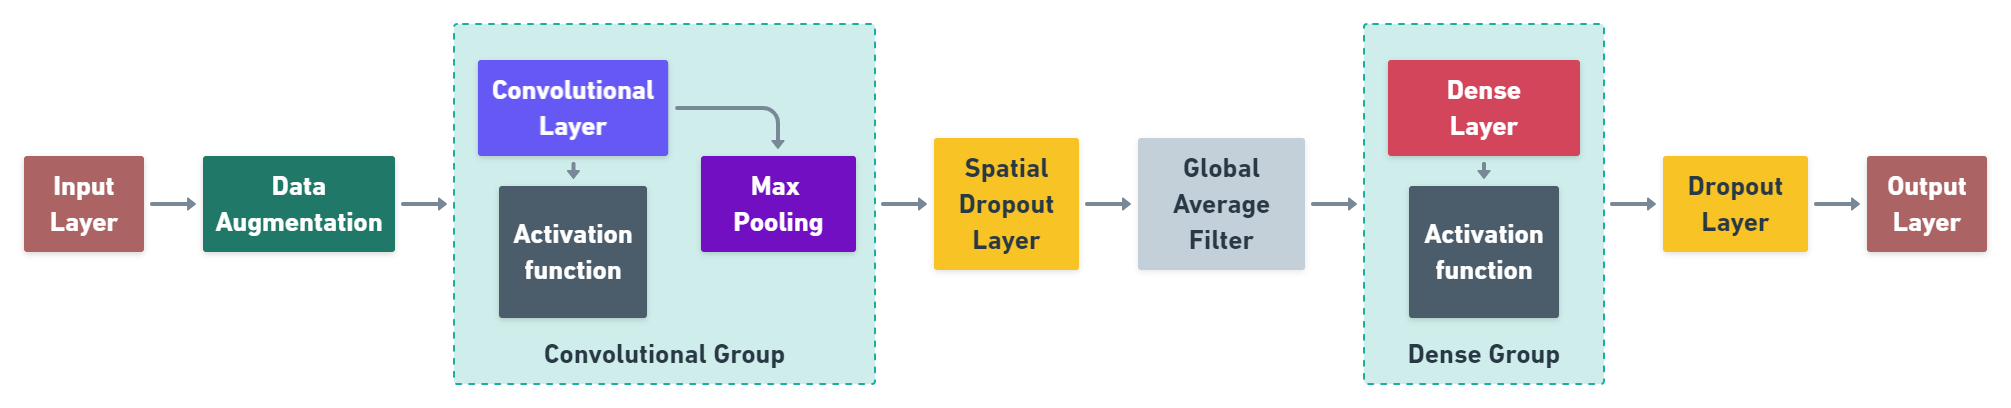 Input
Layer
Data
Augmentation
Convolutional
Layer
Activation
function
Max
Pooling
Convolutional Group
Spatial
Dropout
Layer
Global
Average
Filter
Dense
Layer
Activation
function
Dense Group
Dropout
Layer
Output
Layer